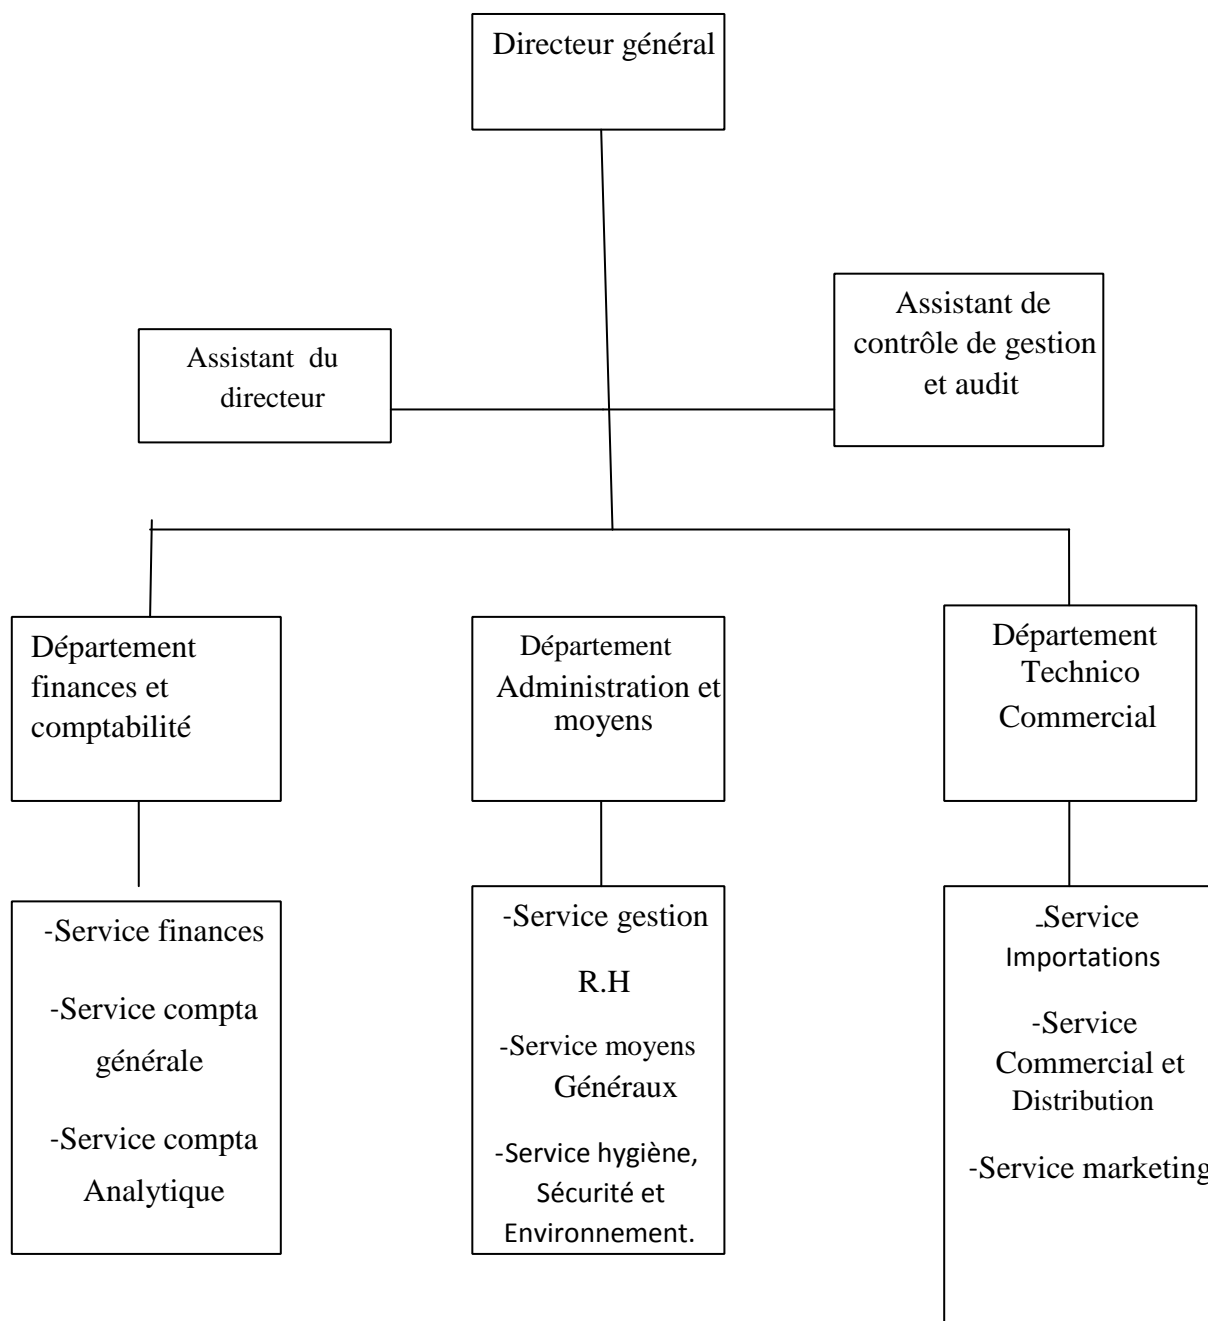 Directeur général
Assistant de
contrôle de gestion
et audit
Assistant du
directeur
Département
finances et
comptabilité
Département
Administration et
moyens
Département
Technico
Commercial
-Service finances
-Service compta
générale
-Service compta
Analytique
-Service gestion
R.H
-Service moyens
Généraux
-Service hygiène,
Sécurité et
Environnement.
-Service
Importations
-Service
Commercial et
Distribution
-Service marketing